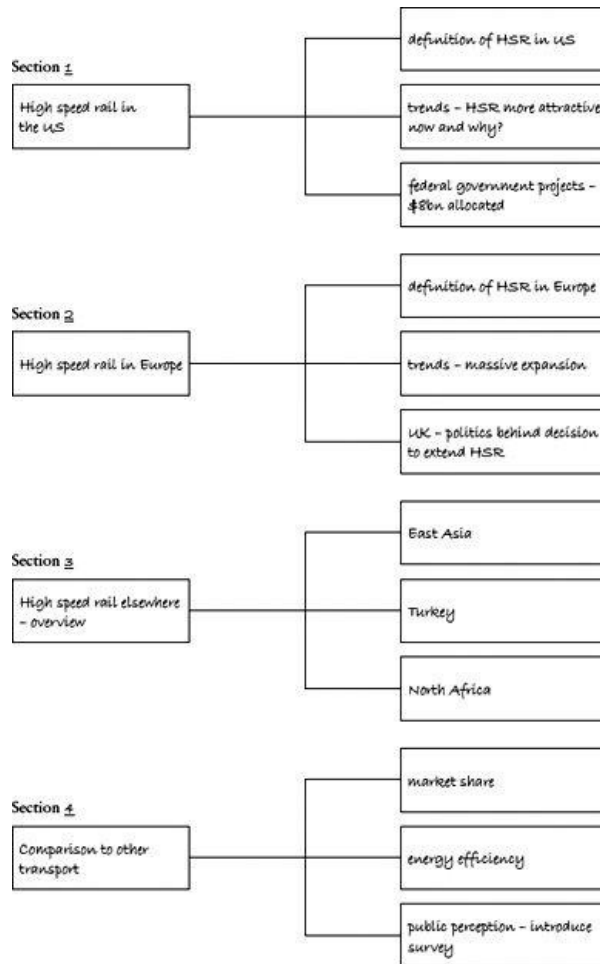 definition of HSR in US
Section 1
High speed rail in
the US
trends – HSR more attractive
now and why?
federal government projects –
$8bn allocated
definition of HSR in Europe
Section 2
High speed rail in Europe
trends – massive expansion
UK – politics behind decision
to extend HSR
East Asia
Section 3
High speed rail elsewhere
– overview
Turkey
North Africa
market share
Section 4
Comparison to other
transport
energy efficiency
public perception – introduce
survey